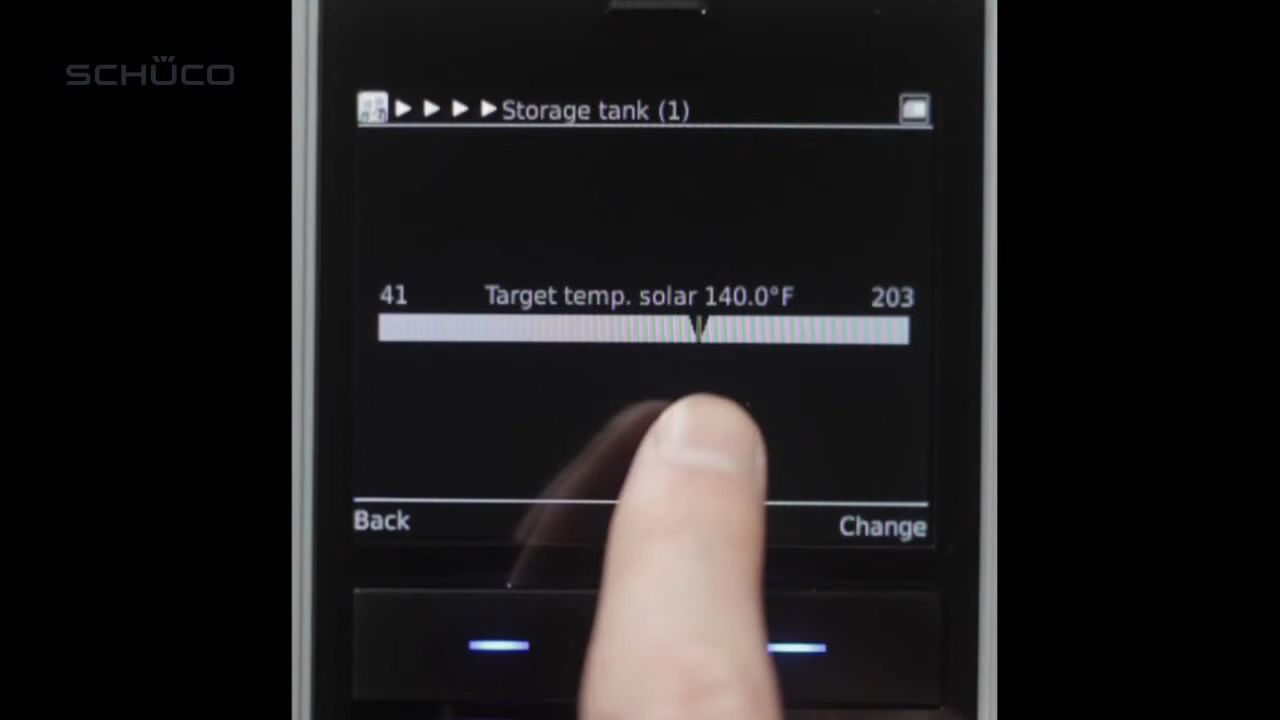 SCHÜCO
Storage tank (1)
41 Target temp. solar 140.0°F 203
Back Change